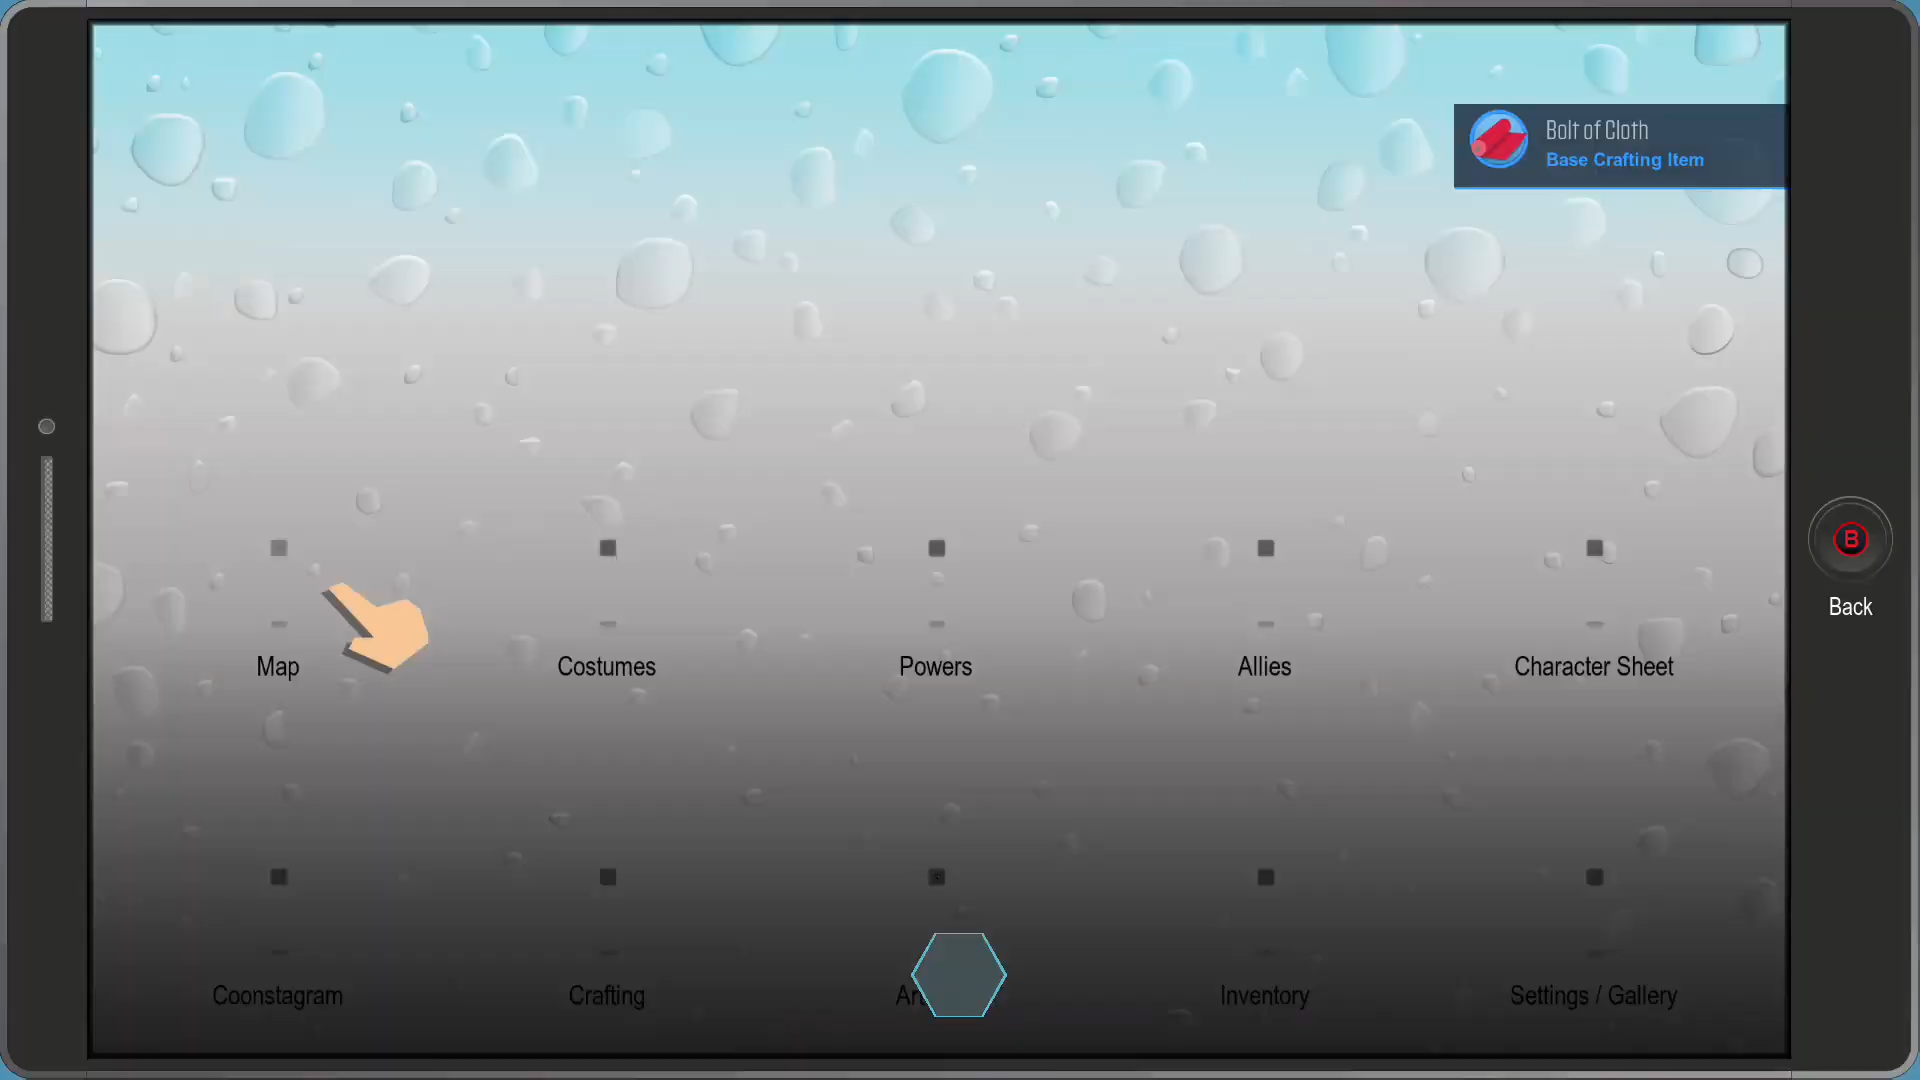 Bolt of Cloth
Base Crafting Item
B
Back
Map
Costumes
Powers
Allies
Character Sheet
Coonstagram
Crafting
Inventory
Settings / Gallery